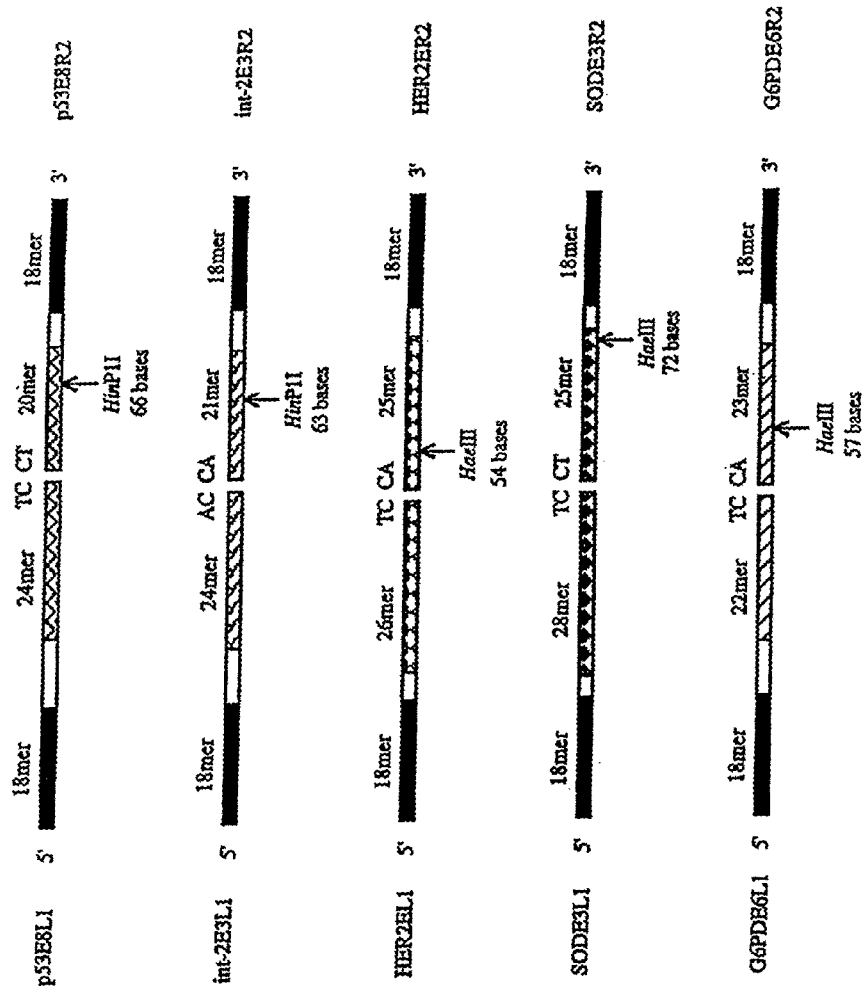 p53E8L1 5' 18mer 24mer TC CT 20mer 18mer 3' p53E8R2
HinP1I
66 bases
int-2E3L1 5' 18mer 24mer AC CA 21mer 18mer 3' int-2E3R2
HinP1I
63 bases
HER2EL1 5' 18mer 26mer TC CA 25mer 18mer 3' HER2ER2
HaeIII
54 bases
SODE3L1 5' 18mer 28mer TC CT 25mer 18mer 3' SODE3R2
HaeIII
72 bases
G6PDE6L1 5' 18mer 22mer TC CA 23mer 18mer 3' G6PDE6R2
HaeIII
57 bases